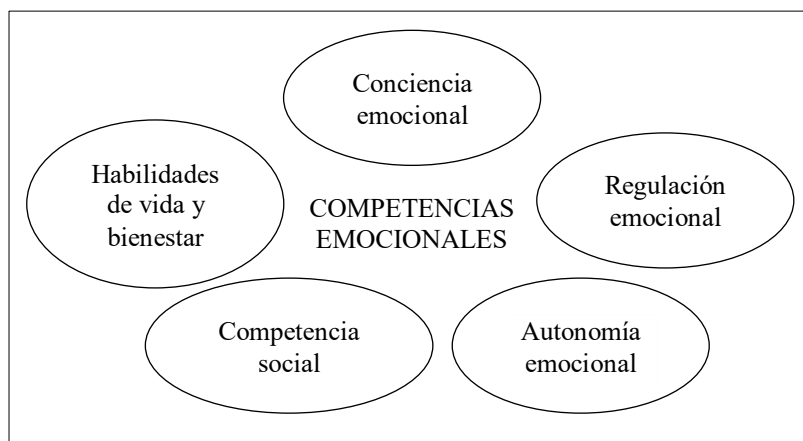 Conciencia
emocional
Habilidades
de vida y
bienestar
COMPETENCIAS
EMOCIONALES
Regulación
emocional
Competencia
social
Autonomía
emocional